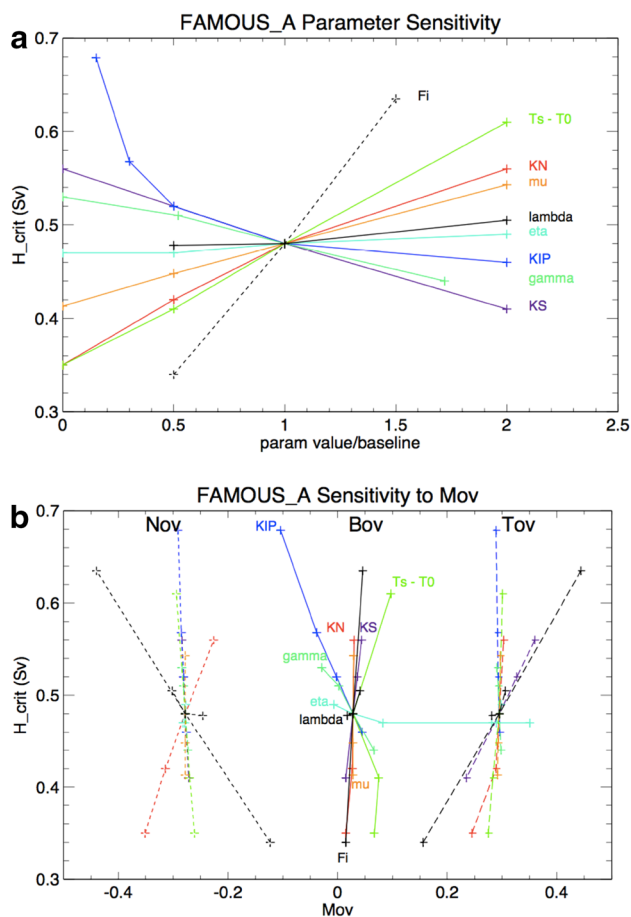 a
FAMOUS_A Parameter Sensitivity
0.7
0.6
0.5
0.4
0.3
H_crit (Sv)
Fi
Ts - T0
KN
mu
lambda
eta
KIP
gamma
KS
0 0.5 1 1.5 2 2.5
param value/baseline
b
FAMOUS_A Sensitivity to Mov
0.7
0.6
0.5
0.4
0.3
H_crit (Sv)
Nov Bov Tov
KIP
Ts - T0
KN KS
gamma
eta
lambda
mu
Fi
-0.4 -0.2 0 0.2 0.4
Mov